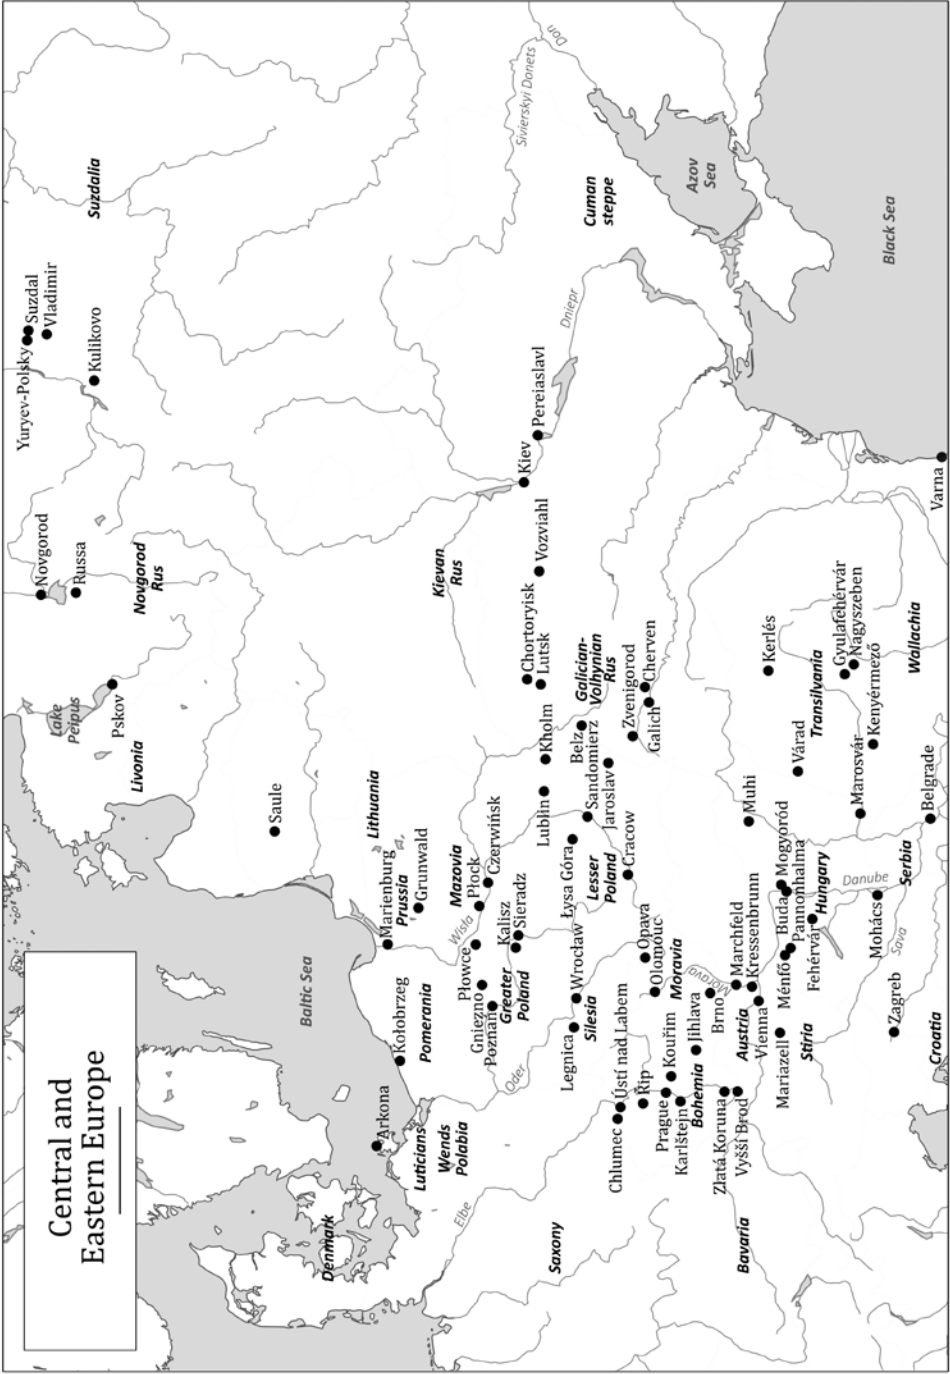 Central and
Eastern Europe
Denmark
Baltic Sea
Arkona
Luticians
Wends
Polabia
Kołobrzeg
Pomerania
Marienburg
Prussia
Grunwald
Lithuania
Saule
Livonia
Lake
Peipus
Pskov
Novgorod
Russa
Novgorod
Rus
Yuryev-Polsky
Suzdal
Vladimir
Kulikovo
Suzdalia
Elbe
Saxony
Oder
Gniezno
Poznań
Płowce
Greater
Poland
Kalisz
Sieradz
Wisła
Mazovia
Płock
Czerwińsk
Legnica
Wrocław
Silesia
Łysa Góra
Lublin
Kholm
Lesser
Poland
Sandomierz
Belz
Jaroslav
Cracow
Chortoryisk
Lutsk
Vozviahl
Kievan
Rus
Kiev
Pereiaslavl
Dniepr
Galician-
Volhynian
Rus
Zvenigorod
Galich
Cherven
Sivierskyi Donets
Don
Cuman
steppe
Azov
Sea
Black Sea
Chlumec
Ústí nad Labem
Rip
Prague
Kouřim
Karlštejn
Bohemia
Jihlava
Zlatá Koruna
Vyšší Brod
Bavaria
Opava
Olomouc
Moravia
Morava
Brno
Austria
Marchfeld
Kressenbrunn
Vienna
Mariazell
Stiria
Ménfő
Pannonhalma
Buda
Mogyoród
Fehérvár
Hungary
Danube
Mohács
Sava
Zagreb
Croatia
Serbia
Belgrade
Muhi
Várad
Marosvár
Transilvania
Kerlés
Gyulafehérvár
Nagyszeben
Kenyérmező
Wallachia
Varna